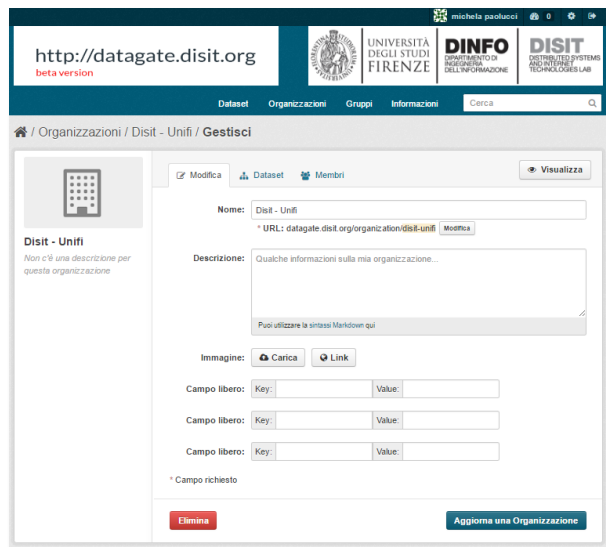 michela paolucci 0
http://datagate.disit.org
beta version
UNIVERSITÀ
DEGLI STUDI
FIRENZE
DINFO
DIPARTIMENTO DI
INGEGNERIA
DELL'INFORMAZIONE
DISIT
DISTRIBUTED SYSTEMS
AND INTERNET
TECHNOLOGIES LAB
Dataset Organizzazioni Gruppi Informazioni Cerca
/ Organizzazioni / Disit - Unifi / Gestisci
Modifica Dataset Membri Visualizza
Disit - Unifi
Non c'è una descrizione per
questa organizzazione
Nome: Disit - Unifi
* URL: datagate.disit.org/organization/disit-unifi Modifica
Descrizione: Qualche informazioni sulla mia organizzazione...
Puoi utilizzare la sintassi Markdown qui
Immagine: Carica Link
Campo libero: Key: Value:
Campo libero: Key: Value:
Campo libero: Key: Value:
* Campo richiesto
Elimina Aggiorna una Organizzazione